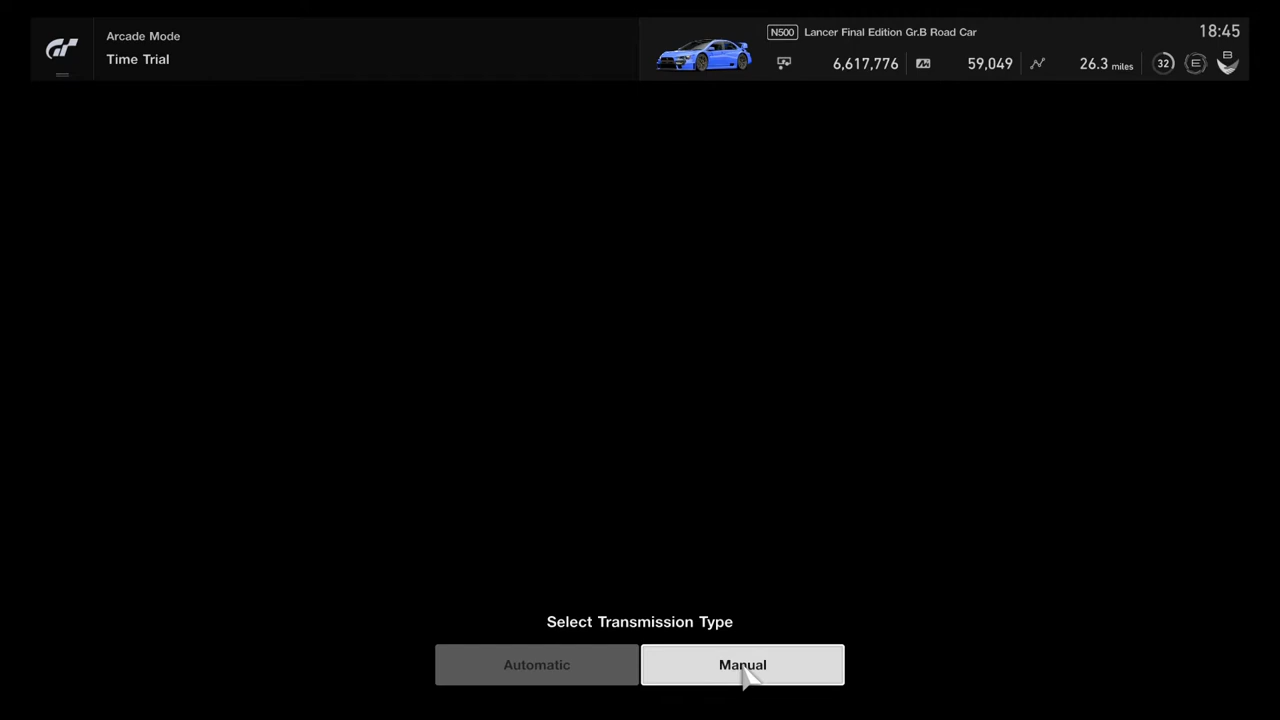 Arcade Mode
Time Trial
N500 Lancer Final Edition Gr.B Road Car
18:45
6,617,776 59,049 26.3 miles 32 E B
Select Transmission Type
Automatic Manual